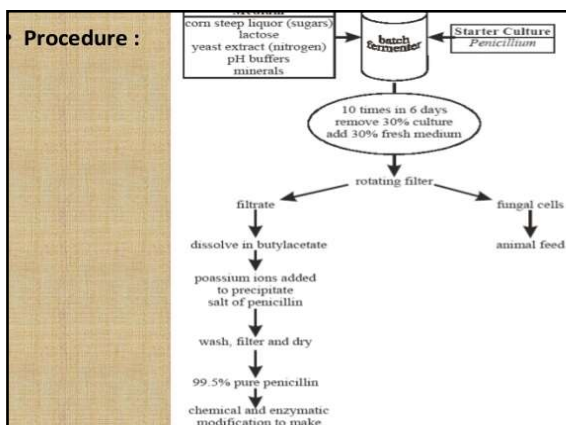 • Procedure :
Medium
corn steep liquor (sugars)
lactose
yeast extract (nitrogen)
pH buffers
minerals
batch
fermenter
Starter Culture
Penicillium
10 times in 6 days
remove 30% culture
add 30% fresh medium
rotating filter
filtrate
fungal cells
dissolve in butylacetate
animal feed
poassium ions added
to precipitate
salt of penicillin
wash, filter and dry
99.5% pure penicillin
chemical and enzymatic
modification to make